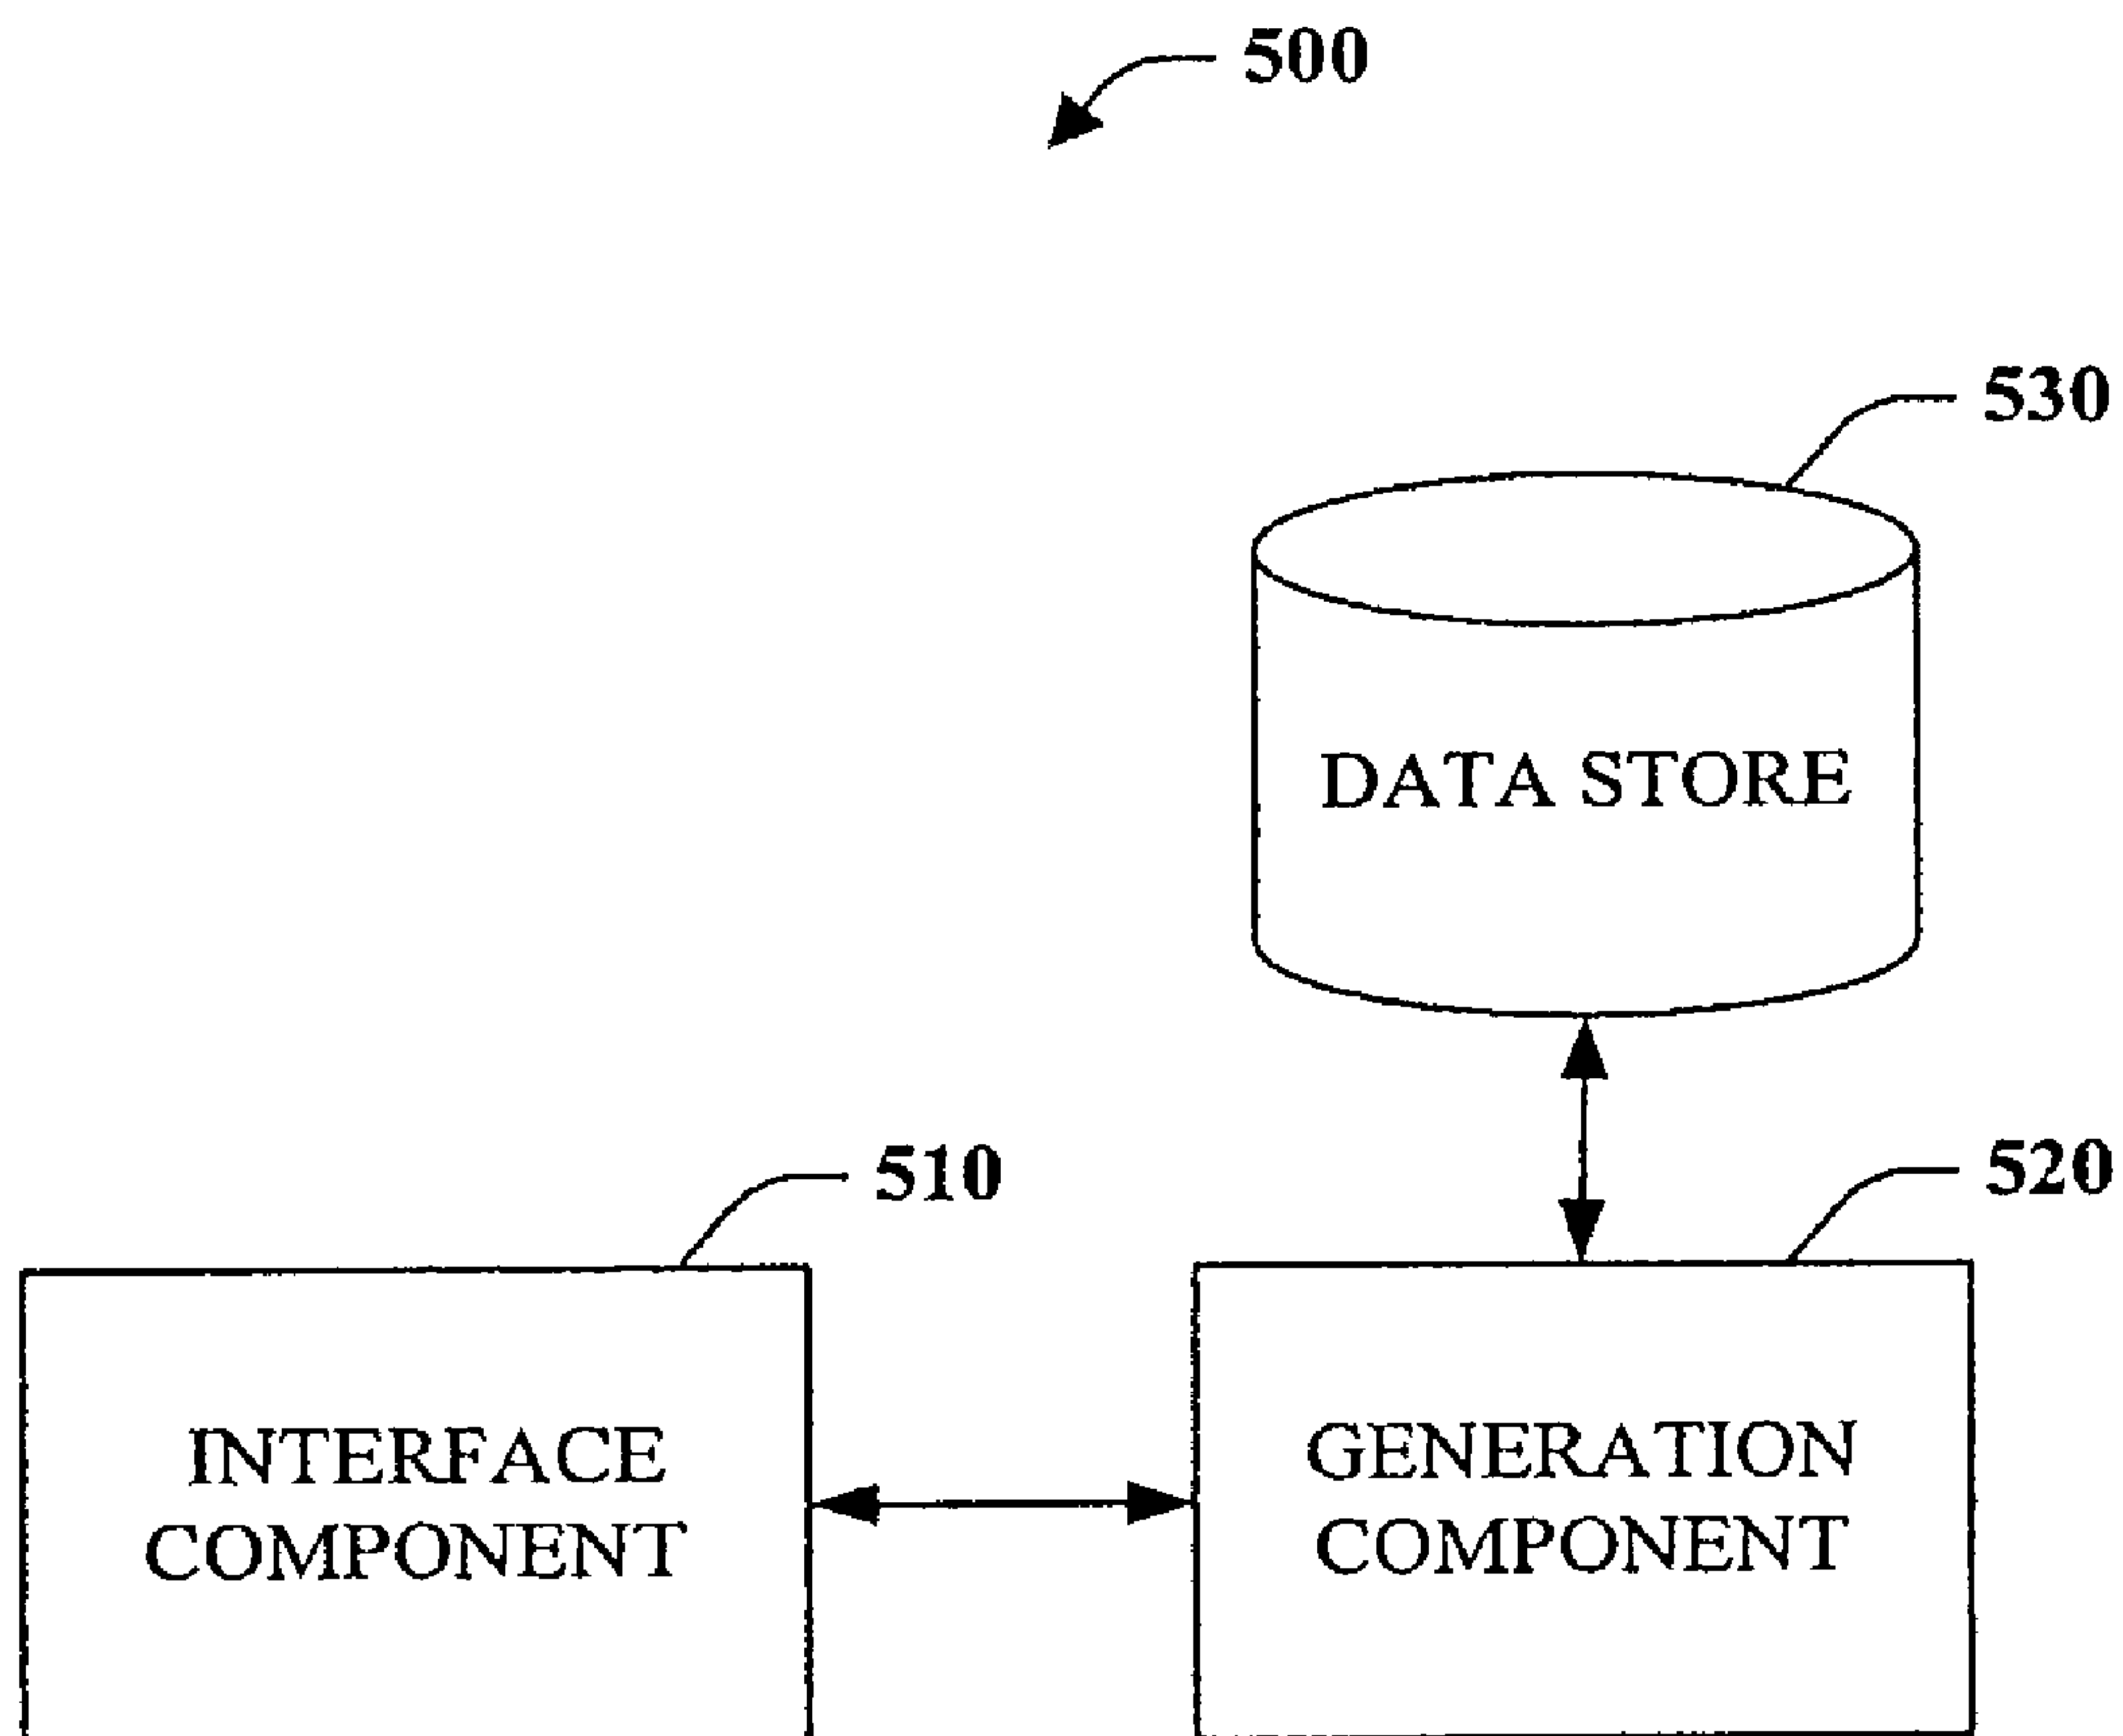 500
530
DATA STORE
510
520
INTERFACE
COMPONENT
GENERATION
COMPONENT